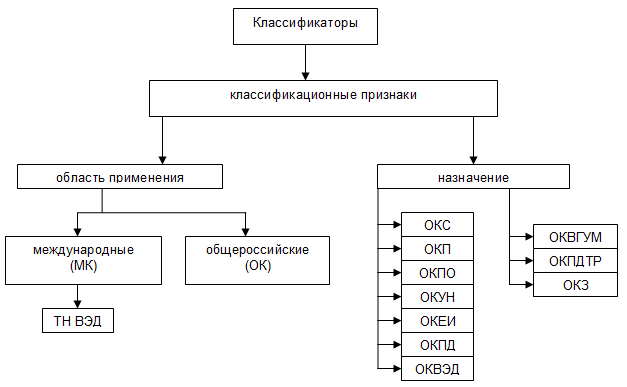 Классификаторы
классификационные признаки
область применения
назначение
международные
(МК)
общероссийские
(ОК)
ТН ВЭД
ОКС
ОКП
ОКПО
ОКУН
ОКЕИ
ОКПД
ОКВЭД
ОКВГУМ
ОКПДТР
ОКЗ